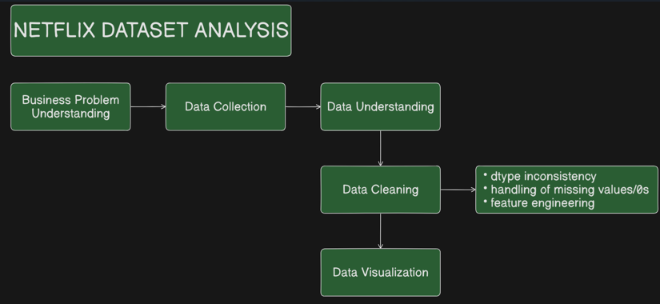 NETFLIX DATASET ANALYSIS
Business Problem
Understanding
Data Collection
Data Understanding
Data Cleaning
• dtype inconsistency
• handling of missing values/0s
• feature engineering
Data Visualization